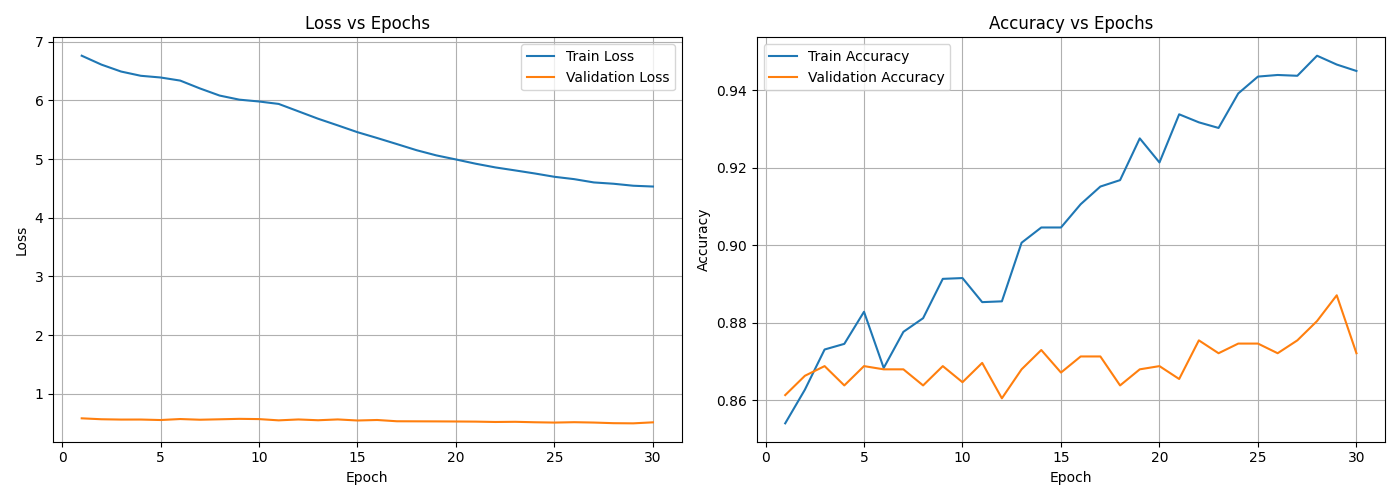 Loss vs Epochs
7
6
5
4
3
2
1
Loss
0
5
10
15
20
25
30
Epoch
Train Loss
Validation Loss
Accuracy vs Epochs
0.94
0.92
0.90
0.88
0.86
Accuracy
0
5
10
15
20
25
30
Epoch
Train Accuracy
Validation Accuracy